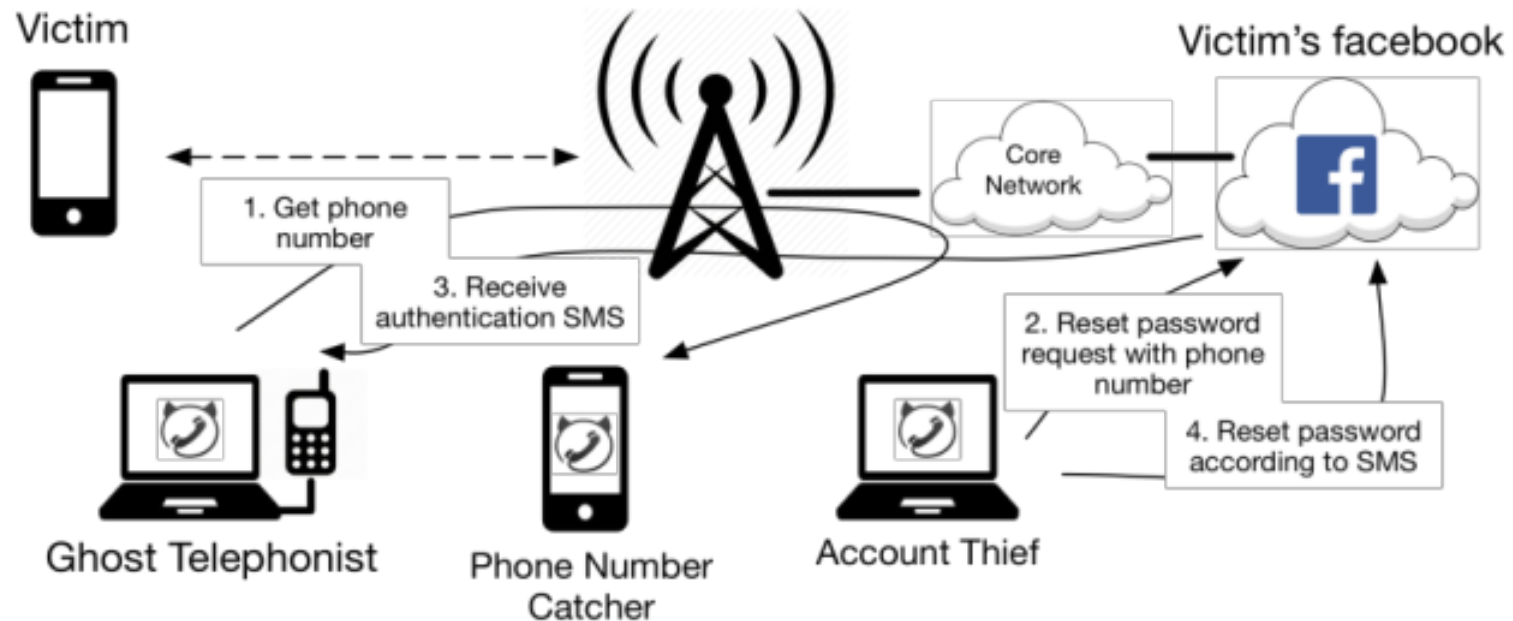 Victim
Victim's facebook
Core
Network
f
1. Get phone
number
3. Receive
authentication SMS
2. Reset password
request with phone
number
4. Reset password
according to SMS
Ghost Telephonist
Phone Number
Catcher
Account Thief